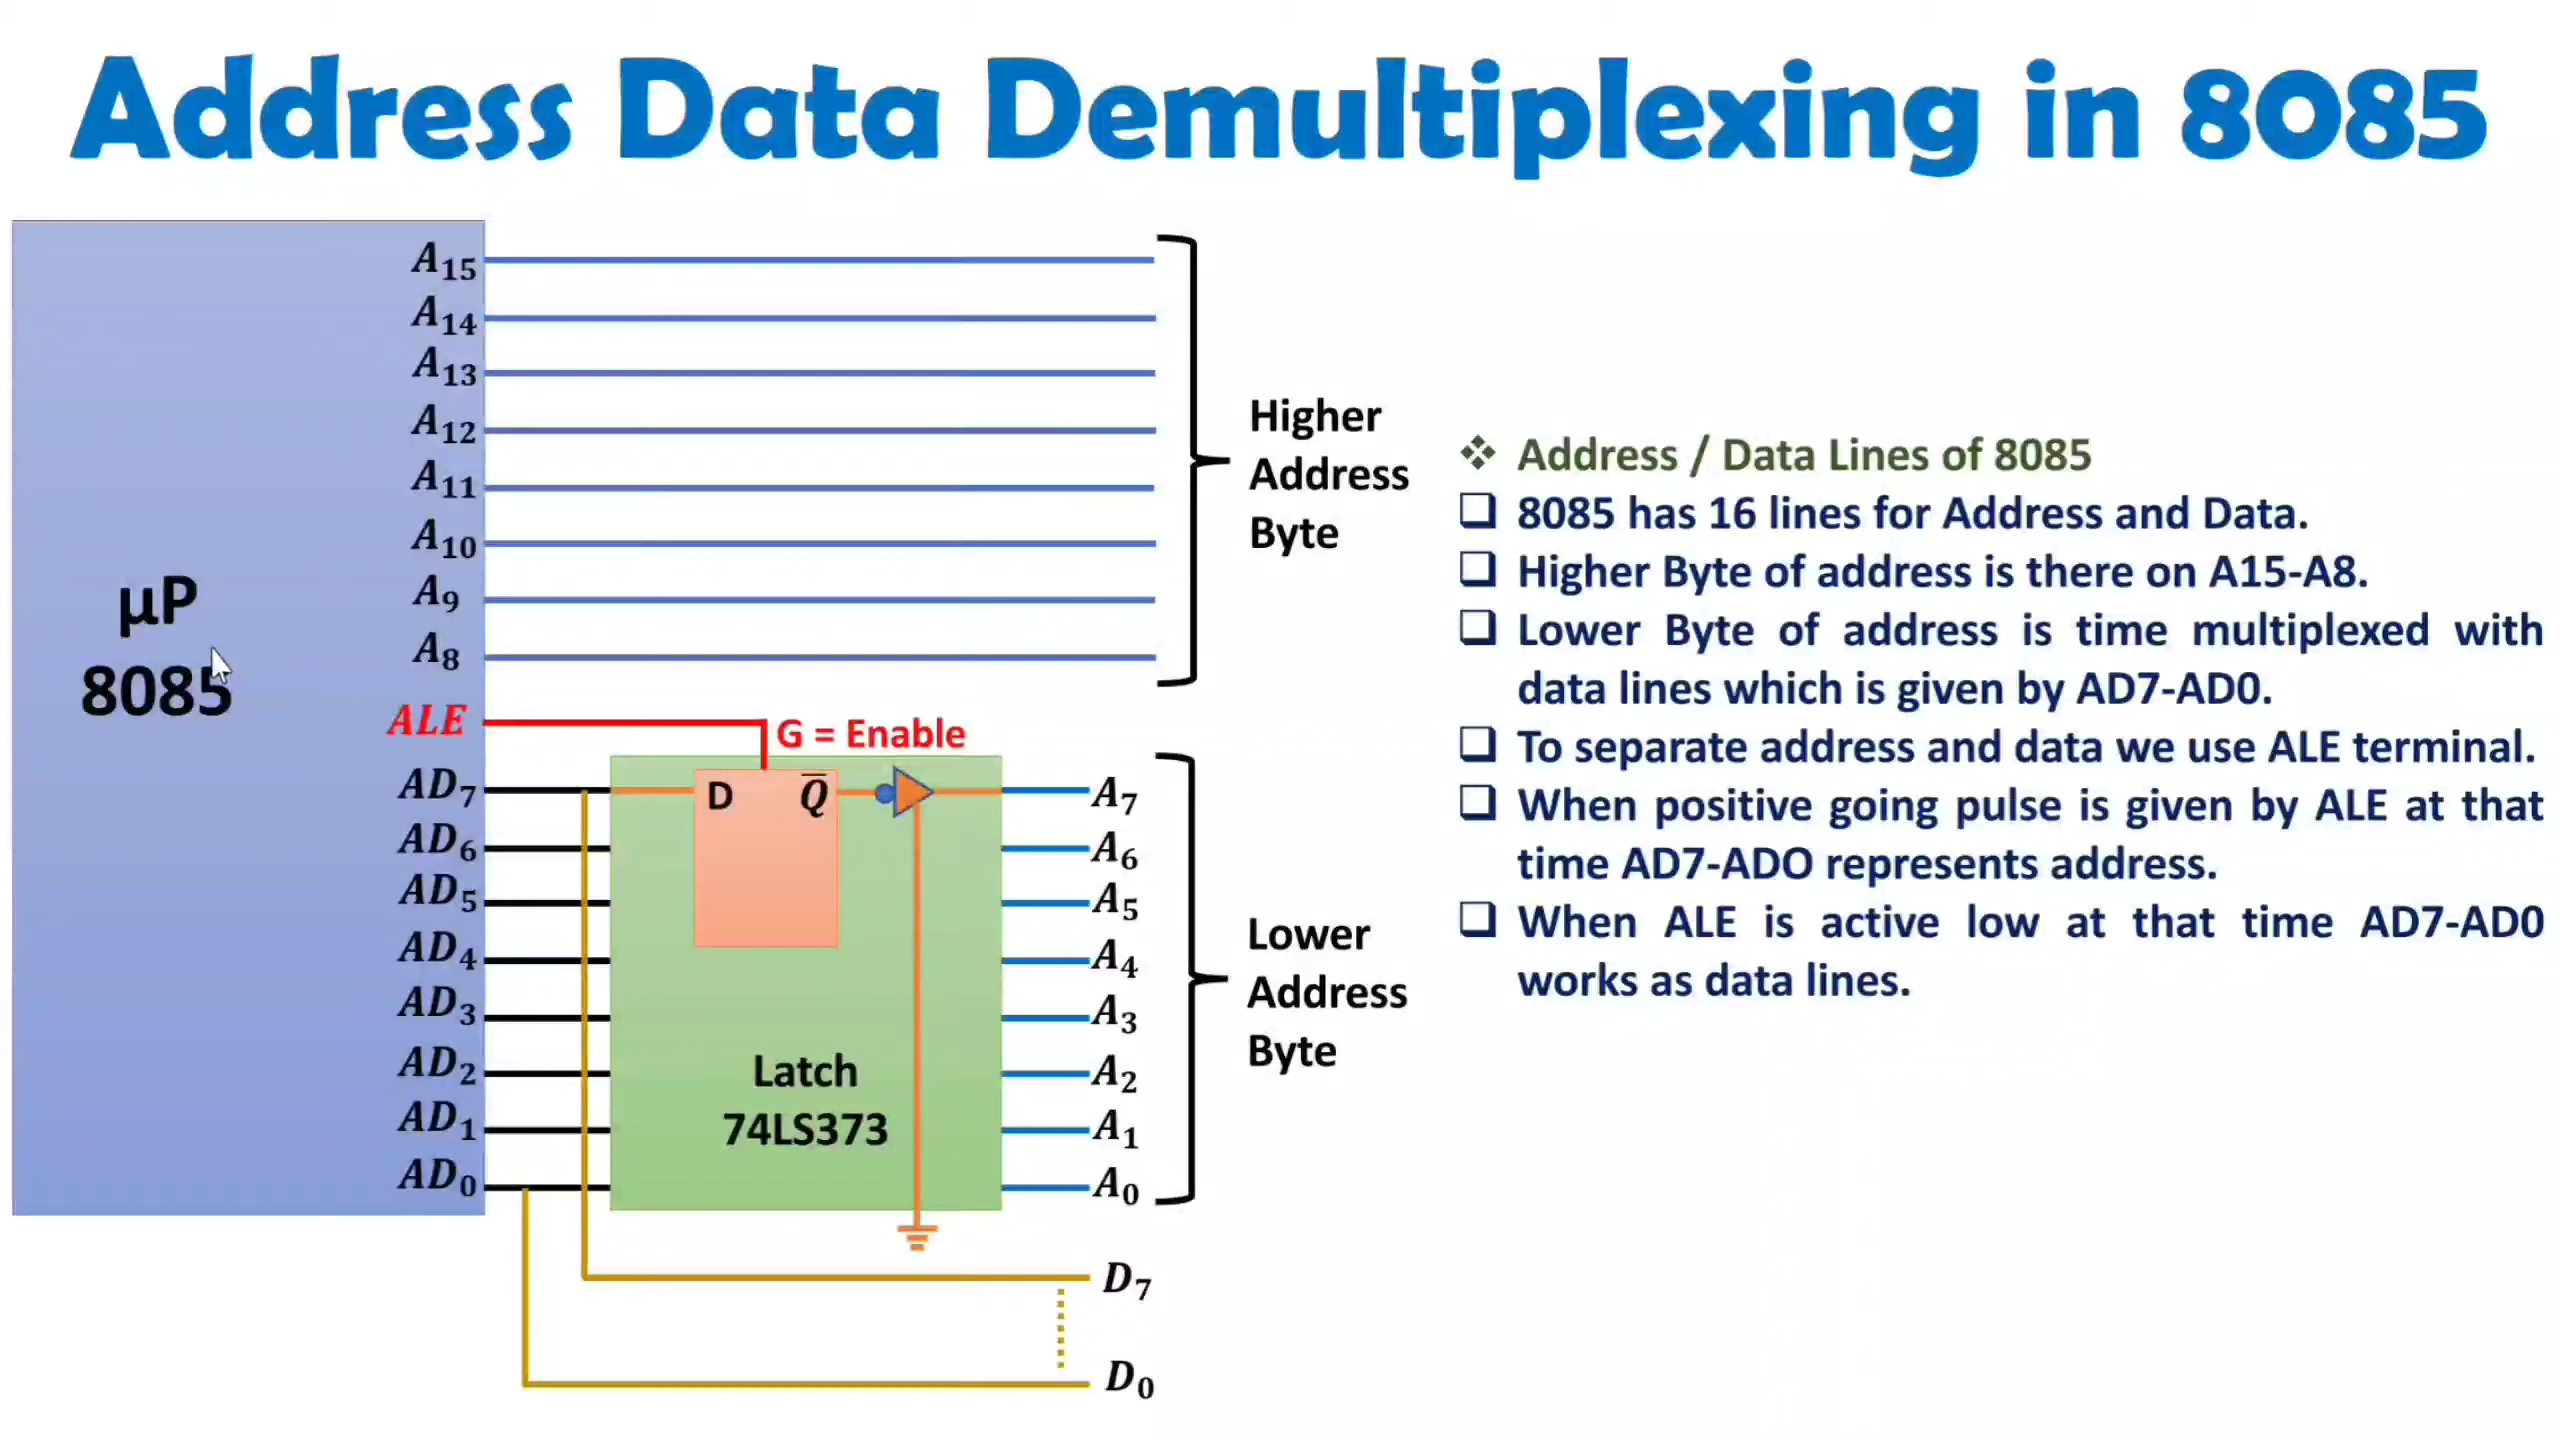 Address Data Demultiplexing in 8085
A15
A14
A13
A12
A11
A10
A9
A8
Higher
Address
Byte
µP
8085
ALE
G = Enable
AD7
AD6
AD5
AD4
AD3
AD2
AD1
AD0
D Q̅
Latch
74LS373
A7
A6
A5
A4
A3
A2
A1
A0
Lower
Address
Byte
D7
D0
❖ Address / Data Lines of 8085
❑ 8085 has 16 lines for Address and Data.
❑ Higher Byte of address is there on A15-A8.
❑ Lower Byte of address is time multiplexed with
data lines which is given by AD7-AD0.
❑ To separate address and data we use ALE terminal.
❑ When positive going pulse is given by ALE at that
time AD7-ADO represents address.
❑ When ALE is active low at that time AD7-AD0
works as data lines.